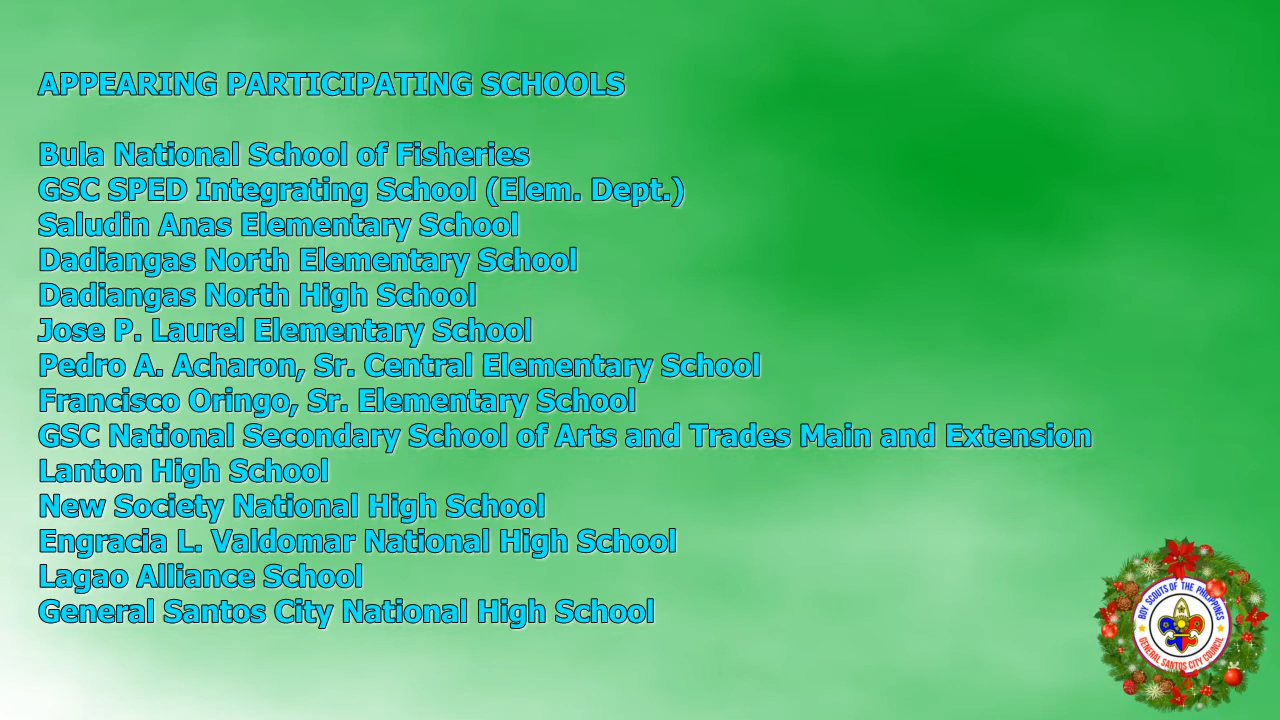 APPEARING PARTICIPATING SCHOOLS
Bula National School of Fisheries
GSC SPED Integrating School (Elem. Dept.)
Saludin Anas Elementary School
Dadiangas North Elementary School
Dadiangas North High School
Jose P. Laurel Elementary School
Pedro A. Acharon, Sr. Central Elementary School
Francisco Oringo, Sr. Elementary School
GSC National Secondary School of Arts and Trades Main and Extension
Lanton High School
New Society National High School
Engracia L. Valdomar National High School
Lagao Alliance School
General Santos City National High School
BOY SCOUTS OF THE PHILIPPINES
GENERAL SANTOS CITY COUNCIL